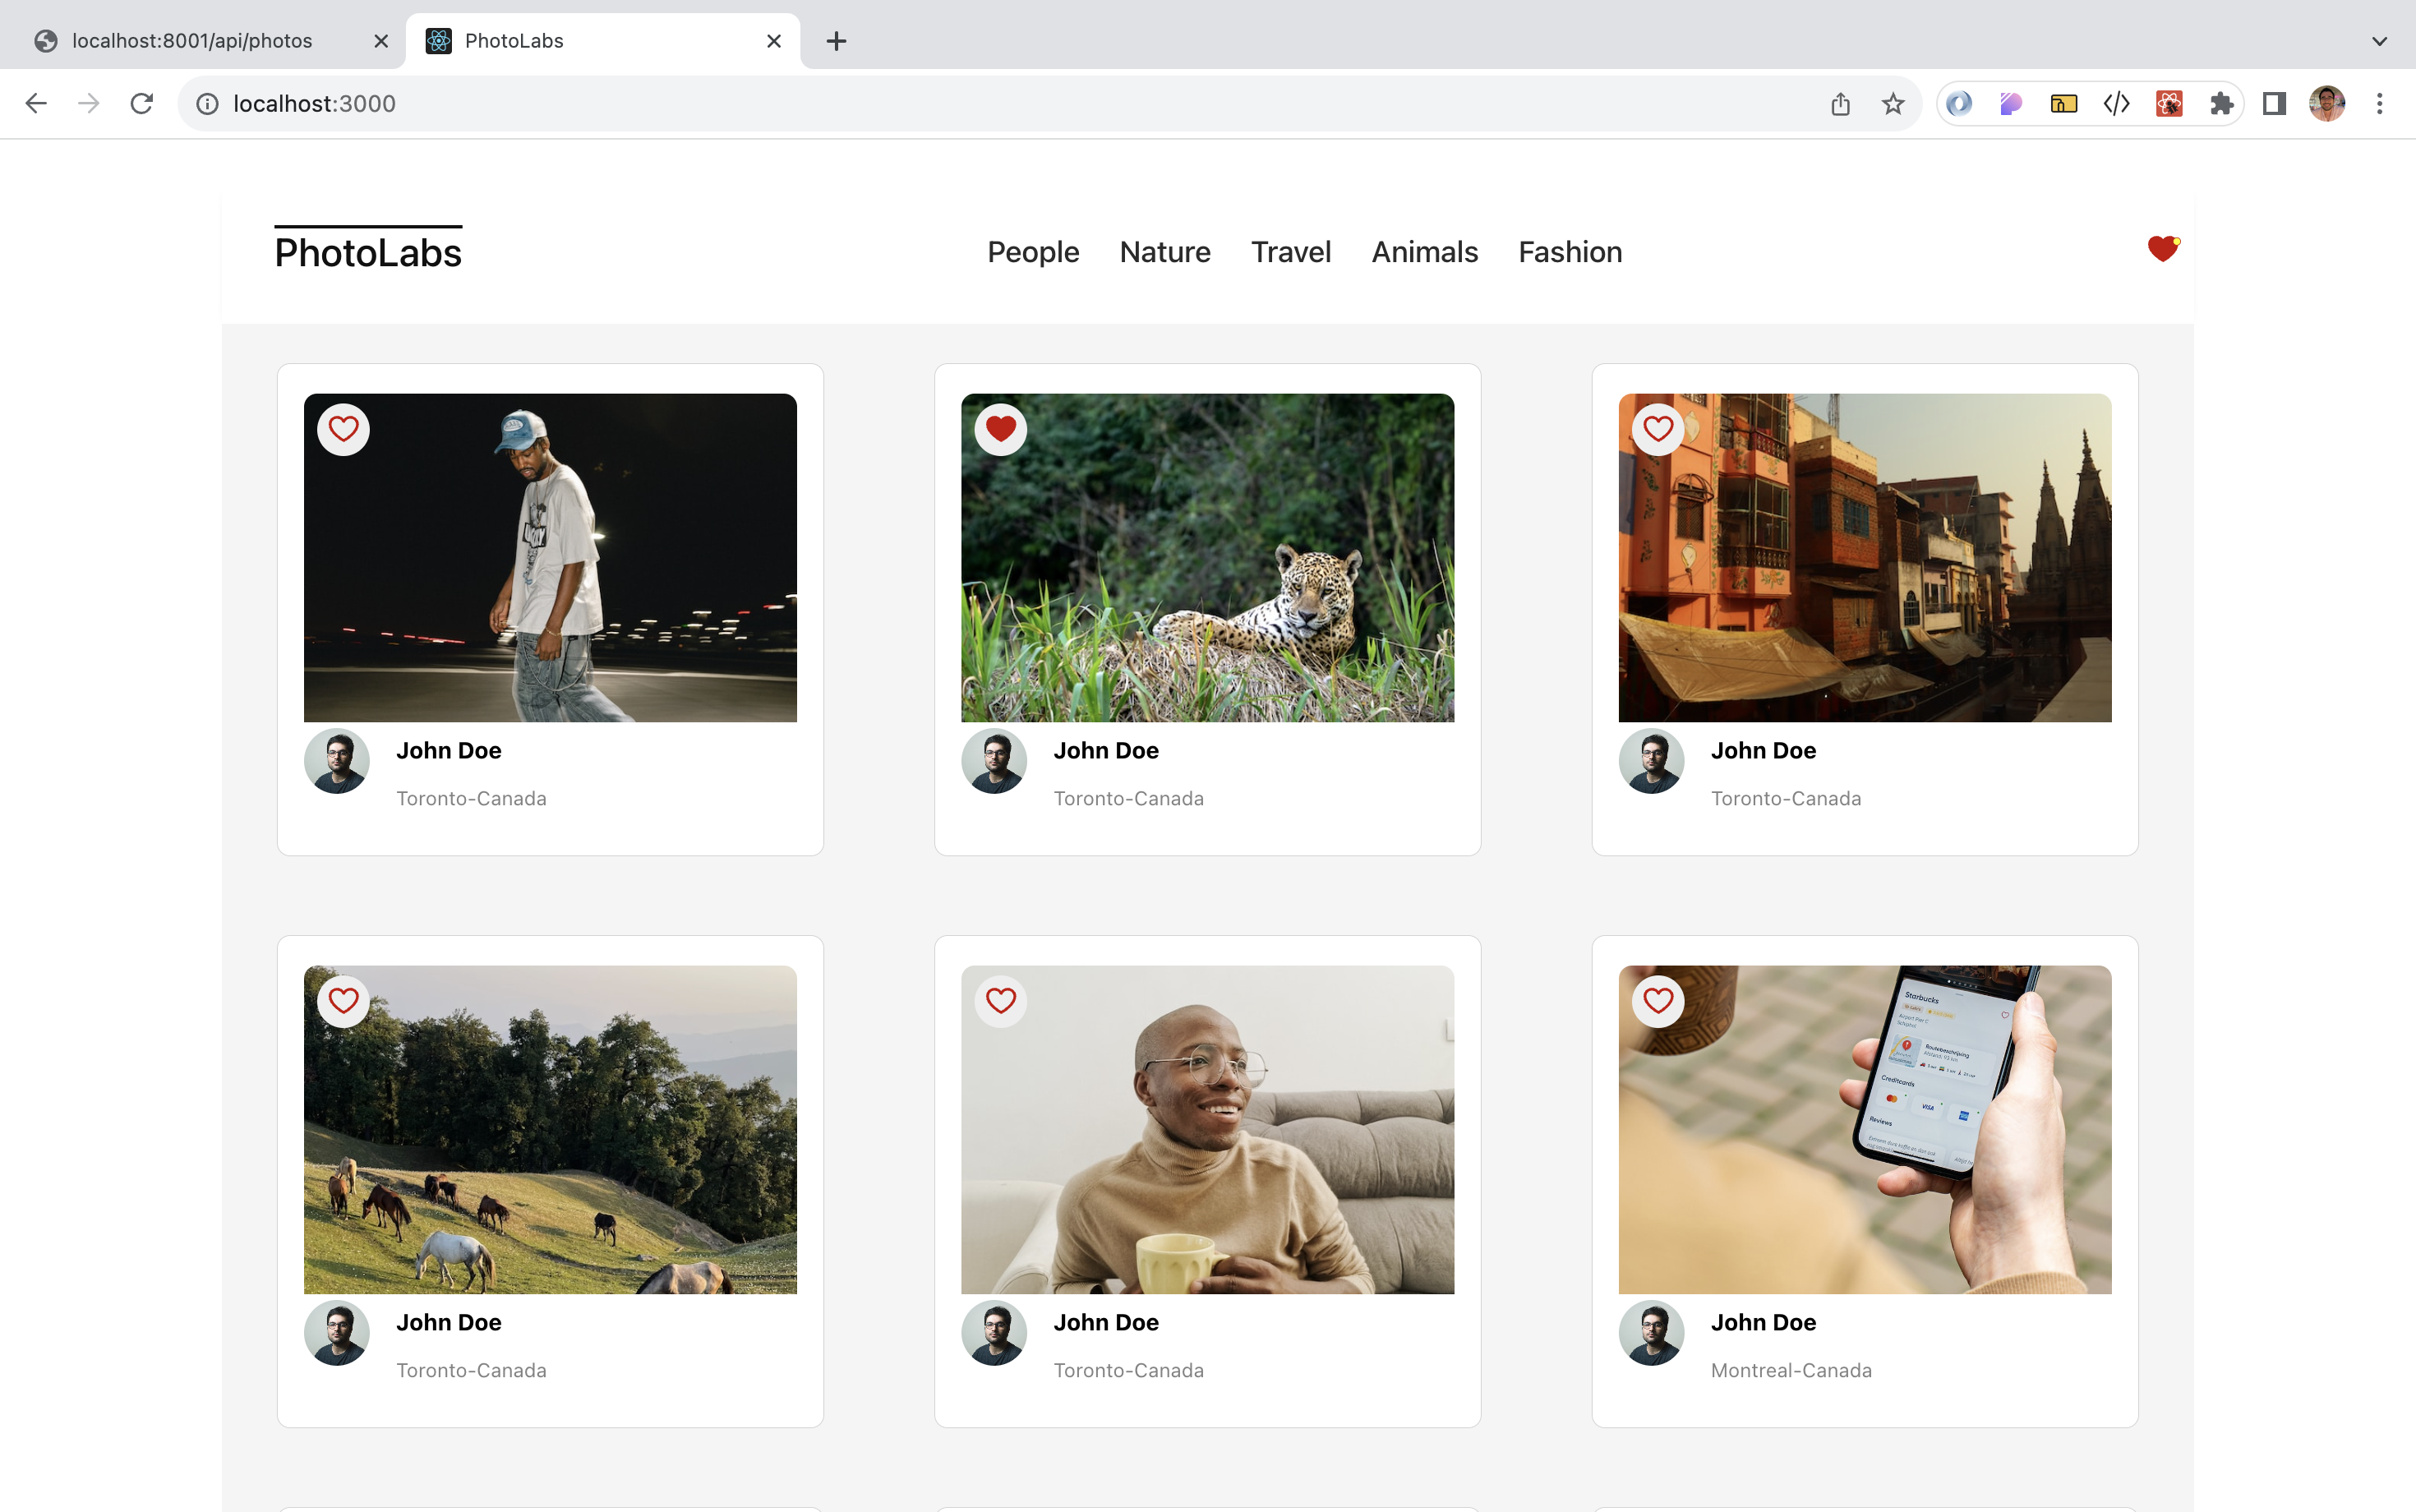 localhost:8001/api/photos
PhotoLabs
localhost:3000
PhotoLabs
People Nature Travel Animals Fashion
John Doe
Toronto-Canada
John Doe
Toronto-Canada
John Doe
Toronto-Canada
Starbucks
Routebeschrijving
Creditcards
VISA
Reviews
John Doe
Toronto-Canada
John Doe
Toronto-Canada
John Doe
Montreal-Canada